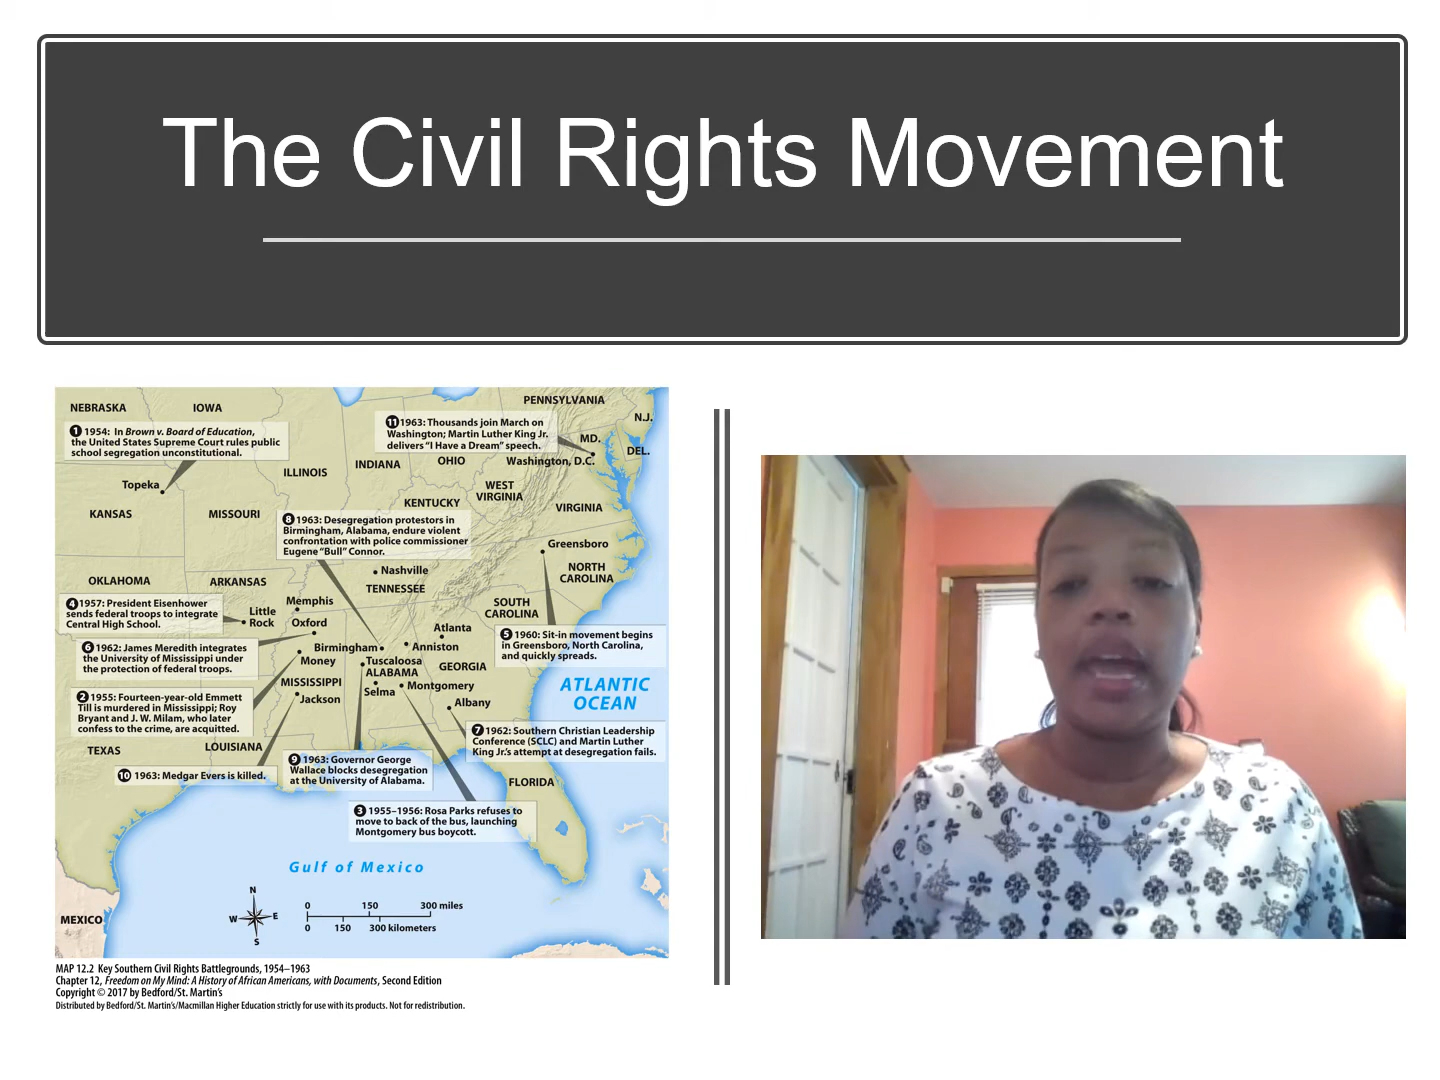 The Civil Rights Movement
NEBRASKA
IOWA
PENNSYLVANIA
N.J.
1 1954: In Brown v. Board of Education,
the United States Supreme Court rules public
school segregation unconstitutional.
11 1963: Thousands join March on
Washington; Martin Luther King Jr.
delivers "I Have a Dream" speech.
MD.
DEL.
ILLINOIS
INDIANA
OHIO
Washington, D.C.
Topeka
WEST
VIRGINIA
KENTUCKY
VIRGINIA
KANSAS
MISSOURI
8 1963: Desegregation protestors in
Birmingham, Alabama, endure violent
confrontation with police commissioner
Eugene "Bull" Connor.
Greensboro
Nashville
NORTH
CAROLINA
OKLAHOMA
ARKANSAS
TENNESSEE
4 1957: President Eisenhower
sends federal troops to integrate
Central High School.
Memphis
Little
Rock
Oxford
SOUTH
CAROLINA
Atlanta
5 1960: Sit-in movement begins
in Greensboro, North Carolina,
and quickly spreads.
6 1962: James Meredith integrates
the University of Mississippi under
the protection of federal troops.
Birmingham
Anniston
Money
Tuscaloosa
ALABAMA
GEORGIA
MISSISSIPPI
Selma
Montgomery
ATLANTIC
OCEAN
2 1955: Fourteen-year-old Emmett
Till is murdered in Mississippi; Roy
Bryant and J. W. Milam, who later
confess to the crime, are acquitted.
Jackson
Albany
7 1962: Southern Christian Leadership
Conference (SCLC) and Martin Luther
King Jr.'s attempt at desegregation fails.
TEXAS
LOUISIANA
10 1963: Medgar Evers is killed.
9 1963: Governor George
Wallace blocks desegregation
at the University of Alabama.
FLORIDA
3 1955–1956: Rosa Parks refuses to
move to back of the bus, launching
Montgomery bus boycott.
Gulf of Mexico
N
W E
S
0 150 300 miles
0 150 300 kilometers
MEXICO
MAP 12.2 Key Southern Civil Rights Battlegrounds, 1954–1963
Chapter 12, Freedom on My Mind: A History of African Americans, with Documents, Second Edition
Copyright © 2017 by Bedford/St. Martin's
Distributed by Bedford/St. Martin's/Macmillan Higher Education strictly for use with its products. Not for redistribution.